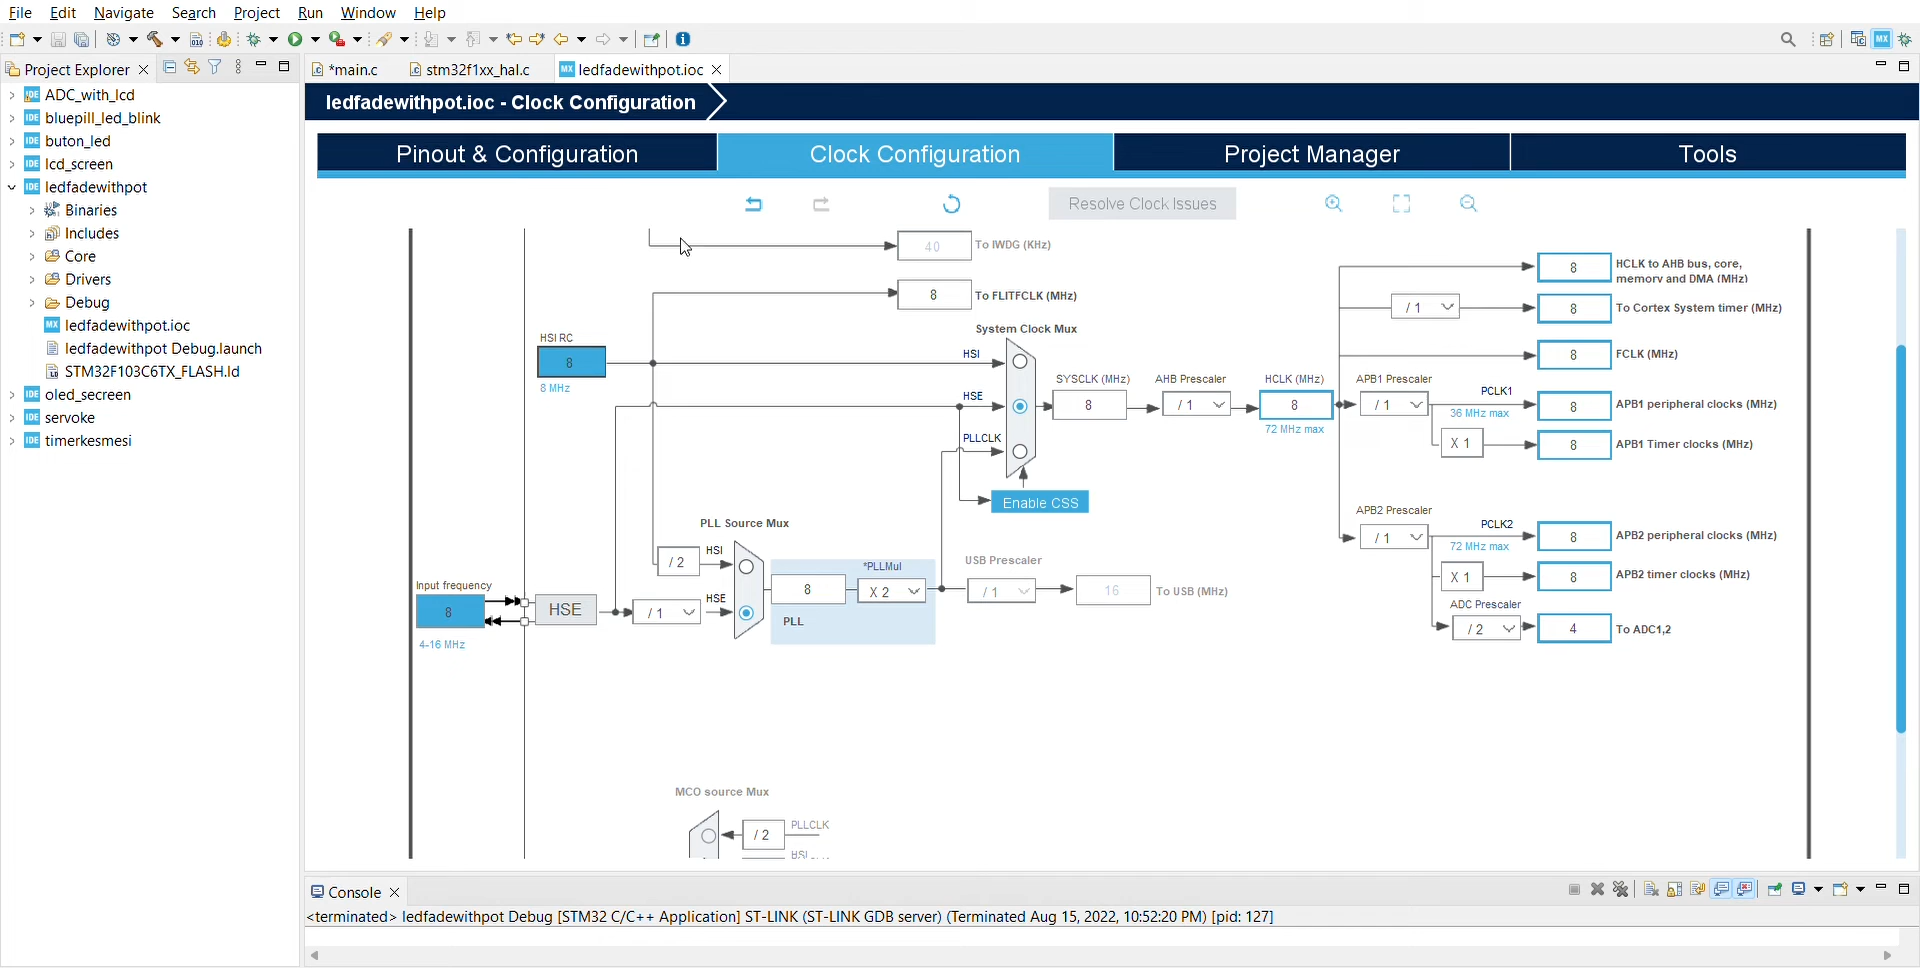 File Edit Navigate Search Project Run Window Help
Project Explorer
*main.c
stm32f1xx_hal.c
ledfadewithpot.ioc
ADC_with_lcd
bluepill_led_blink
buton_led
lcd_screen
ledfadewithpot
Binaries
Includes
Core
Drivers
Debug
ledfadewithpot.ioc
ledfadewithpot Debug.launch
STM32F103C6TX_FLASH.ld
oled_secreen
servoke
timerkesmesi
ledfadewithpot.ioc - Clock Configuration
Pinout & Configuration
Clock Configuration
Project Manager
Tools
Resolve Clock Issues
40
To IWDG (KHz)
8
To FLITFCLK (MHz)
HSI RC
8
8 MHz
System Clock Mux
HSI
HSE
PLLCLK
Enable CSS
SYSCLK (MHz)
8
AHB Prescaler
/ 1
HCLK (MHz)
8
72 MHz max
8
HCLK to AHB bus, core,
memory and DMA (MHz)
/ 1
8
To Cortex System timer (MHz)
8
FCLK (MHz)
APB1 Prescaler
/ 1
PCLK1
36 MHz max
8
APB1 peripheral clocks (MHz)
X 1
8
APB1 Timer clocks (MHz)
APB2 Prescaler
/ 1
PCLK2
72 MHz max
8
APB2 peripheral clocks (MHz)
X 1
8
APB2 timer clocks (MHz)
ADC Prescaler
/ 2
4
To ADC1,2
PLL Source Mux
/ 2
HSI
Input frequency
8
4-16 MHz
HSE
/ 1
HSE
8
PLL
*PLLMul
X 2
USB Prescaler
/ 1
16
To USB (MHz)
MCO source Mux
/ 2
PLLCLK
Console
<terminated> ledfadewithpot Debug [STM32 C/C++ Application] ST-LINK (ST-LINK GDB server) (Terminated Aug 15, 2022, 10:52:20 PM) [pid: 127]